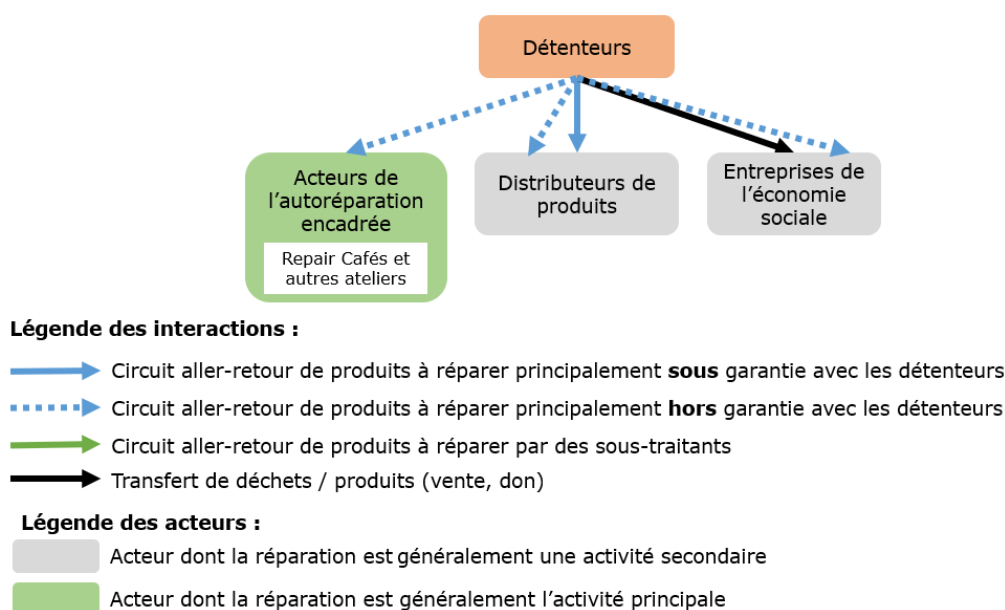 Détenteurs
Acteurs de
l’autoréparation
encadrée
Repair Cafés et
autres ateliers
Distributeurs de
produits
Entreprises de
l’économie
sociale
Légende des interactions :
Circuit aller-retour de produits à réparer principalement sous garantie avec les détenteurs
Circuit aller-retour de produits à réparer principalement hors garantie avec les détenteurs
Circuit aller-retour de produits à réparer par des sous-traitants
Transfert de déchets / produits (vente, don)
Légende des acteurs :
Acteur dont la réparation est généralement une activité secondaire
Acteur dont la réparation est généralement l’activité principale